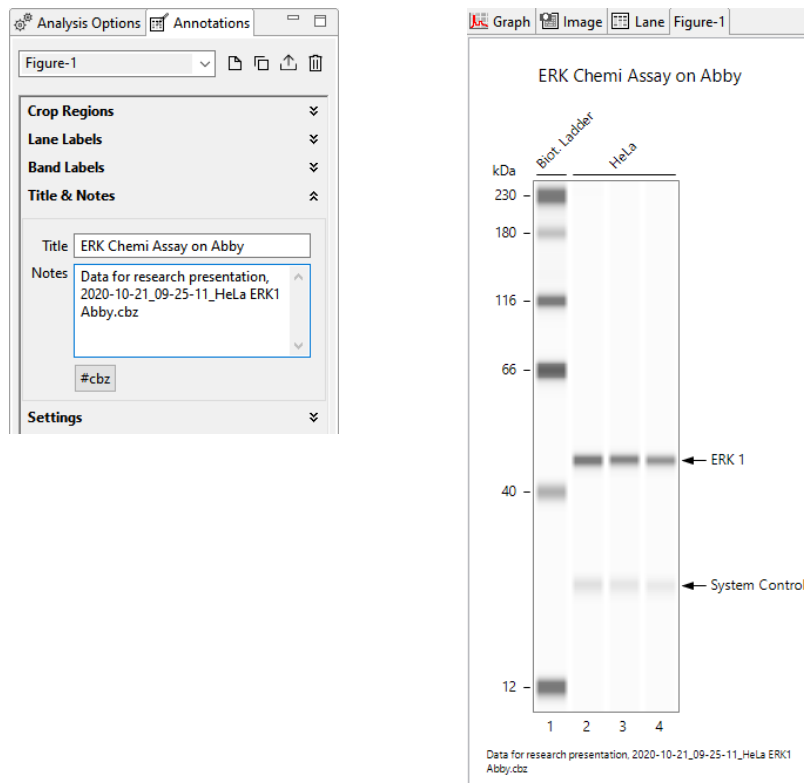 Analysis Options
Annotations
Figure-1
Crop Regions
Lane Labels
Band Labels
Title & Notes
Title
ERK Chemi Assay on Abby
Notes
Data for research presentation,
2020-10-21_09-25-11_HeLa ERK1
Abby.cbz
#cbz
Settings
Graph
Image
Lane
Figure-1
ERK Chemi Assay on Abby
Biot. Ladder
HeLa
kDa
230
180
116
66
ERK 1
40
System Control
12
1 2 3 4
Data for research presentation, 2020-10-21_09-25-11_HeLa ERK1
Abby.cbz